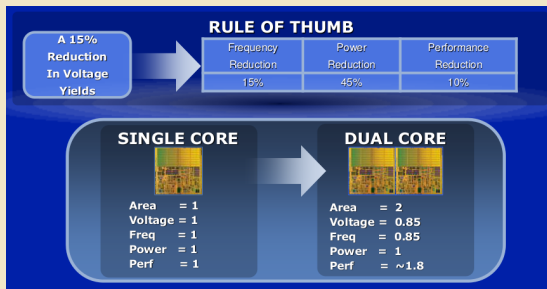 RULE OF THUMB
A 15%
Reduction
In Voltage
Yields
Frequency
Reduction
Power
Reduction
Performance
Reduction
15%
45%
10%
SINGLE CORE
Area = 1
Voltage = 1
Freq = 1
Power = 1
Perf = 1
DUAL CORE
Area = 2
Voltage = 0.85
Freq = 0.85
Power = 1
Perf = ~1.8